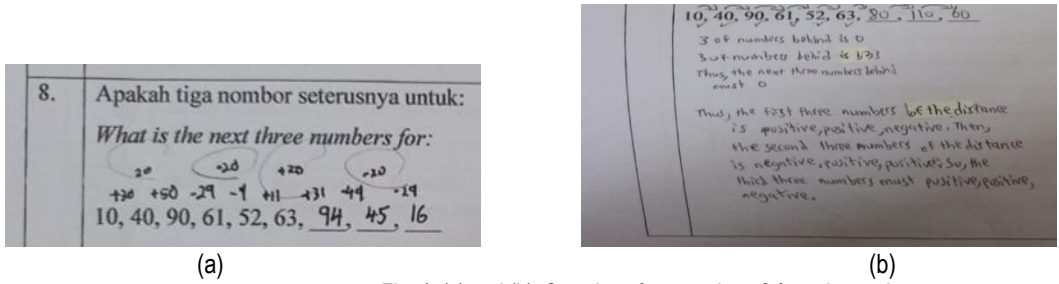 8. Apakah tiga nombor seterusnya untuk:
What is the next three numbers for:
20 -20 +20 -20
+30 +50 -29 -9 +11 +31 -49 -29
10, 40, 90, 61, 52, 63, 94, 45, 16
(a)
10, 40, 90, 61, 52, 63, 80, 110, 60
3 of numbers behind is 0
3 of numbers behid is 123
Thus, the next three numbers behind
must 0
Thus, the first three numbers of the distance
is positive, positive, negative. Then,
the second three numbers of the distance
is negative, positive, positive. So, the
third three numbers must positive, positive,
negative.
(b)